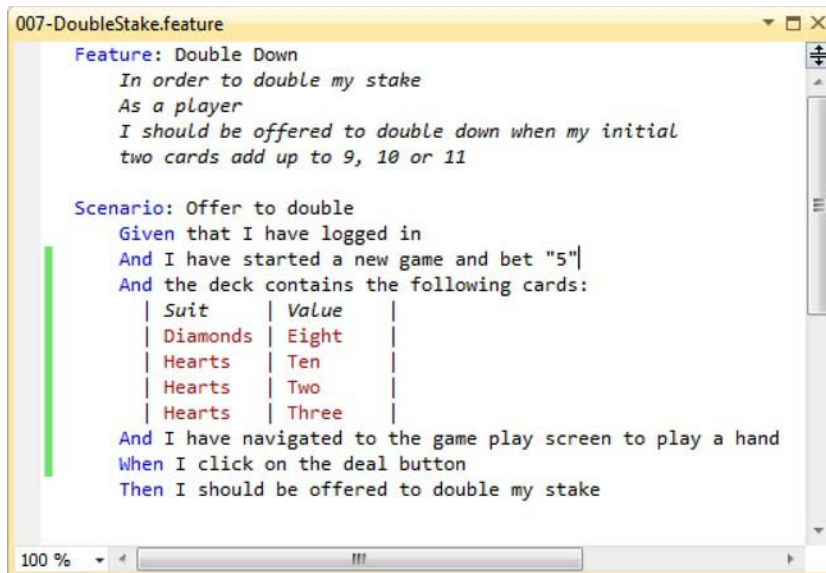 007-DoubleStake.feature
Feature: Double Down
In order to double my stake
As a player
I should be offered to double down when my initial
two cards add up to 9, 10 or 11
Scenario: Offer to double
Given that I have logged in
And I have started a new game and bet "5"
And the deck contains the following cards:
| Suit | Value |
| Diamonds | Eight |
| Hearts | Ten |
| Hearts | Two |
| Hearts | Three |
And I have navigated to the game play screen to play a hand
When I click on the deal button
Then I should be offered to double my stake
100 %